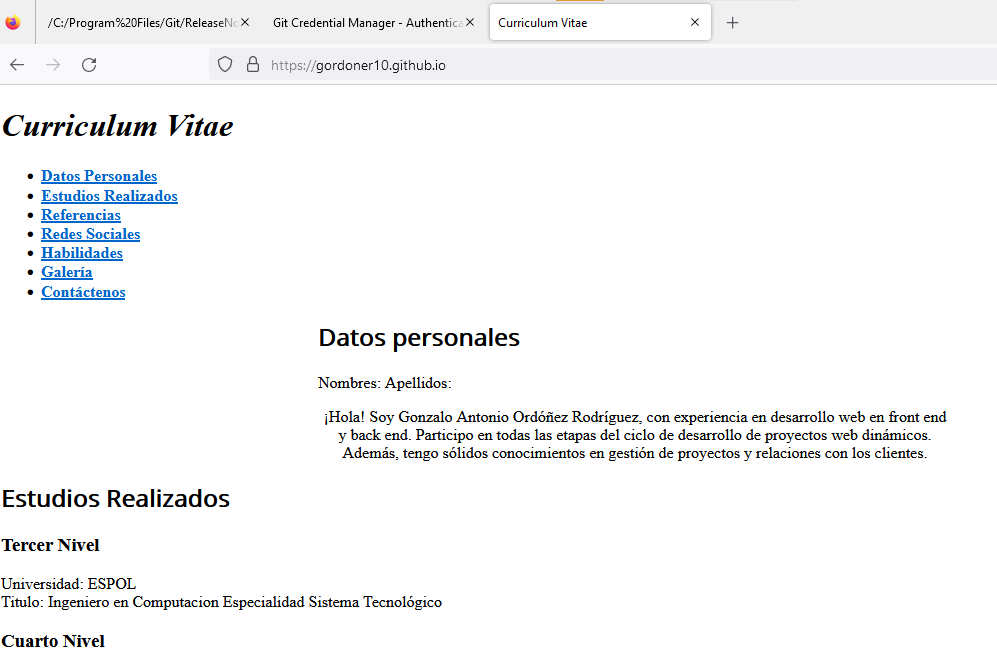 /C:/Program%20Files/Git/ReleaseNo
Git Credential Manager - Authentica
Curriculum Vitae
https://gordoner10.github.io
Curriculum Vitae
Datos Personales
Estudios Realizados
Referencias
Redes Sociales
Habilidades
Galería
Contáctenos
Datos personales
Nombres: Apellidos:
¡Hola! Soy Gonzalo Antonio Ordóñez Rodríguez, con experiencia en desarrollo web en front end
y back end. Participo en todas las etapas del ciclo de desarrollo de proyectos web dinámicos.
Además, tengo sólidos conocimientos en gestión de proyectos y relaciones con los clientes.
Estudios Realizados
Tercer Nivel
Universidad: ESPOL
Titulo: Ingeniero en Computacion Especialidad Sistema Tecnológico
Cuarto Nivel